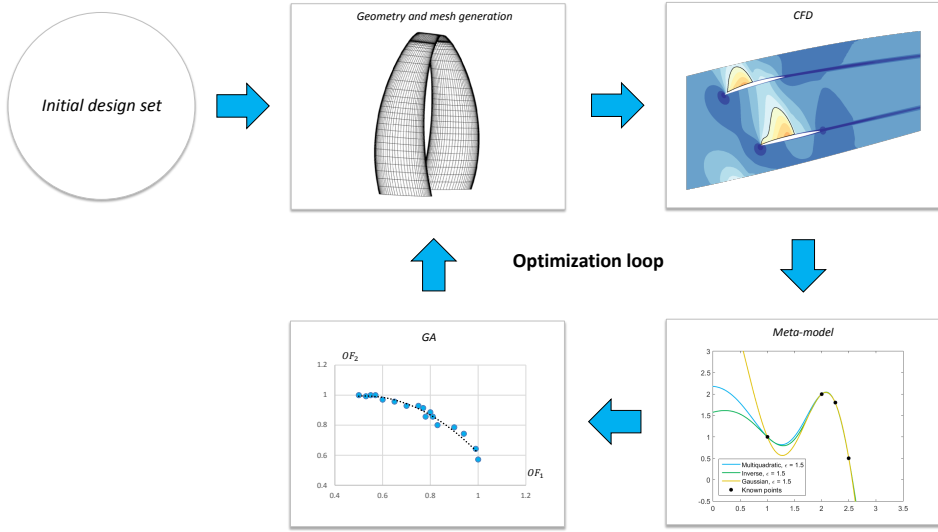 Geometry and mesh generation
CFD
Initial design set
Optimization loop
GA
OF₂
1.2
1
0.8
0.6
0.4
0.4
0.6
0.8
1
1.2
OF₁
Meta-model
3
2.5
2
1.5
1
0.5
0
-0.5
0
0.5
1
1.5
2
2.5
3
3.5
Multiquadratic, ϵ = 1.5
Inverse, ϵ = 1.5
Gaussian, ϵ = 1.5
Known points